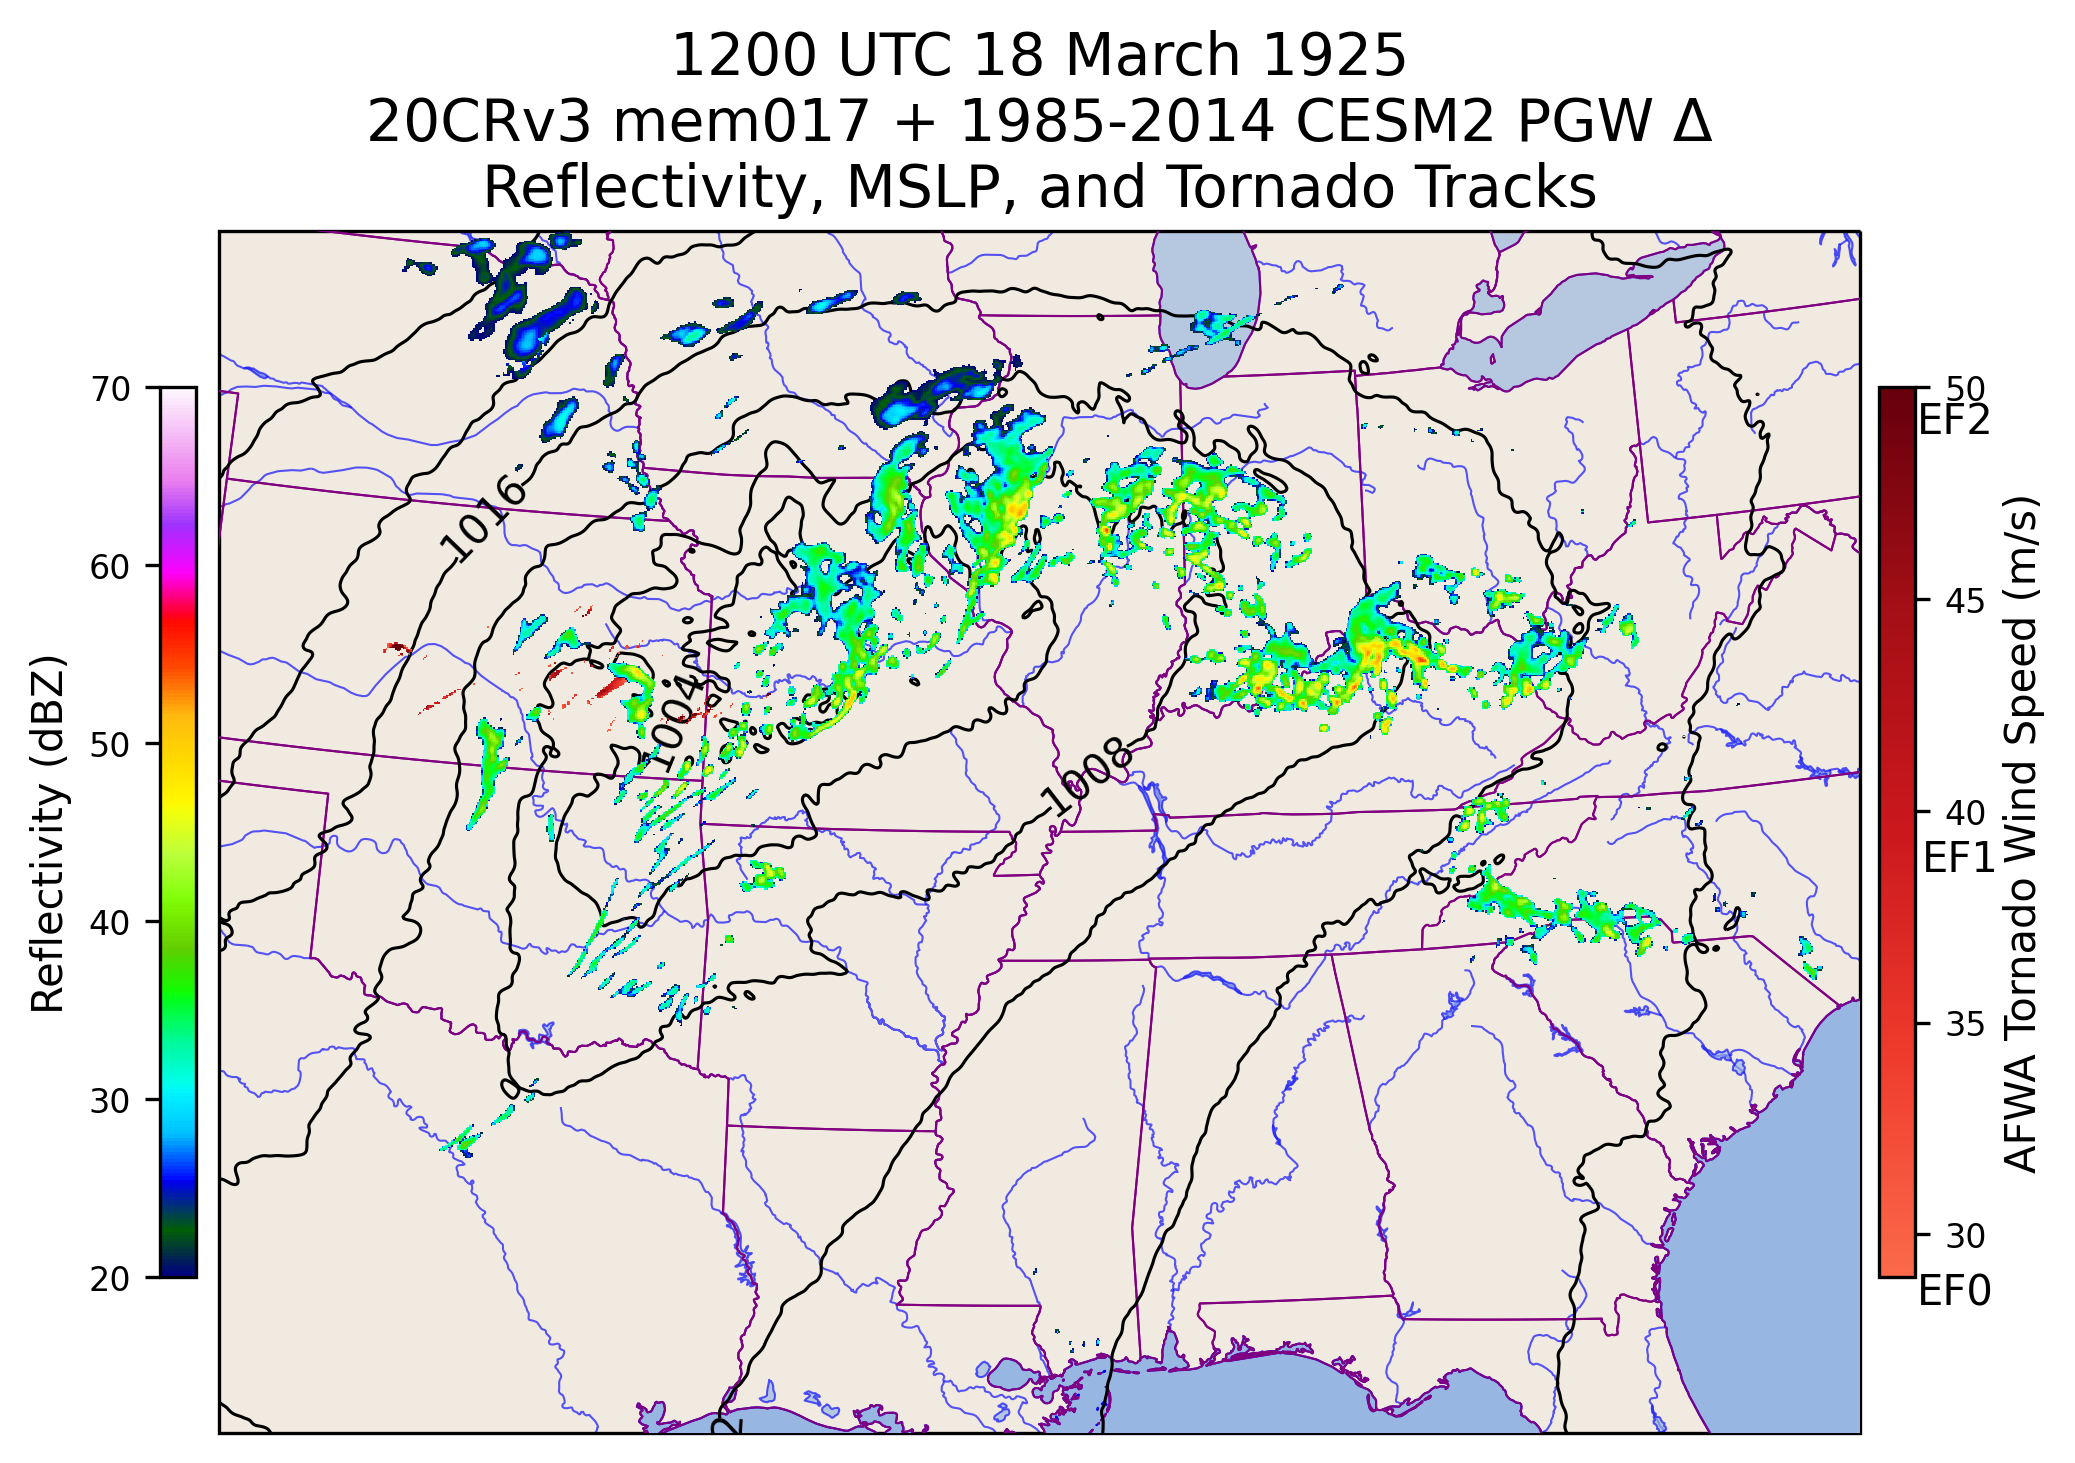 1200 UTC 18 March 1925
20CRv3 mem017 + 1985-2014 CESM2 PGW Δ
Reflectivity, MSLP, and Tornado Tracks
Reflectivity (dBZ)
70
60
50
40
30
20
1016
1004
1008
2
0
50
EF2
45
40
EF1
35
30
EF0
AFWA Tornado Wind Speed (m/s)